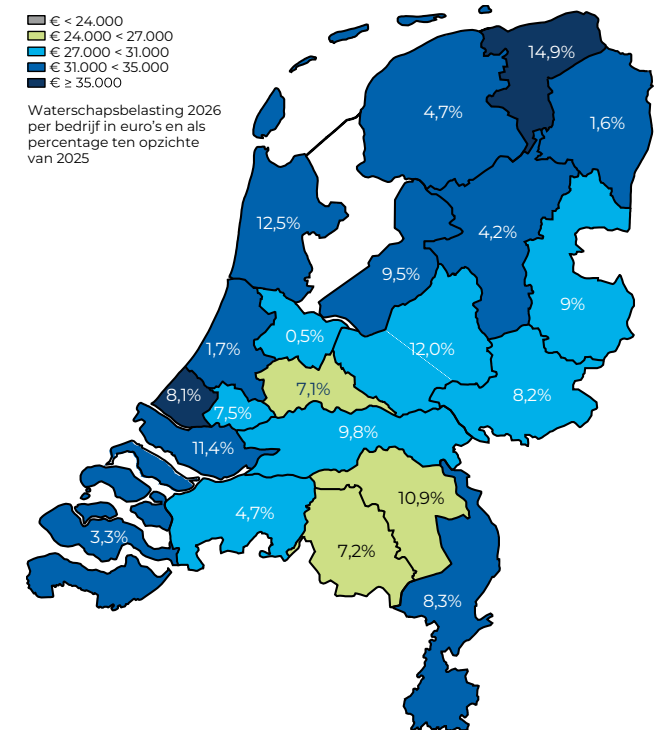 € < 24.000
€ 24.000 < 27.000
€ 27.000 < 31.000
€ 31.000 < 35.000
€ ≥ 35.000
Waterschapsbelasting 2026
per bedrijf in euro's en als
percentage ten opzichte
van 2025
14,9%
4,7%
1,6%
12,5%
4,2%
9,5%
9%
0,5%
1,7%
12,0%
7,1%
8,1%
8,2%
7,5%
9,8%
11,4%
10,9%
4,7%
3,3%
7,2%
8,3%